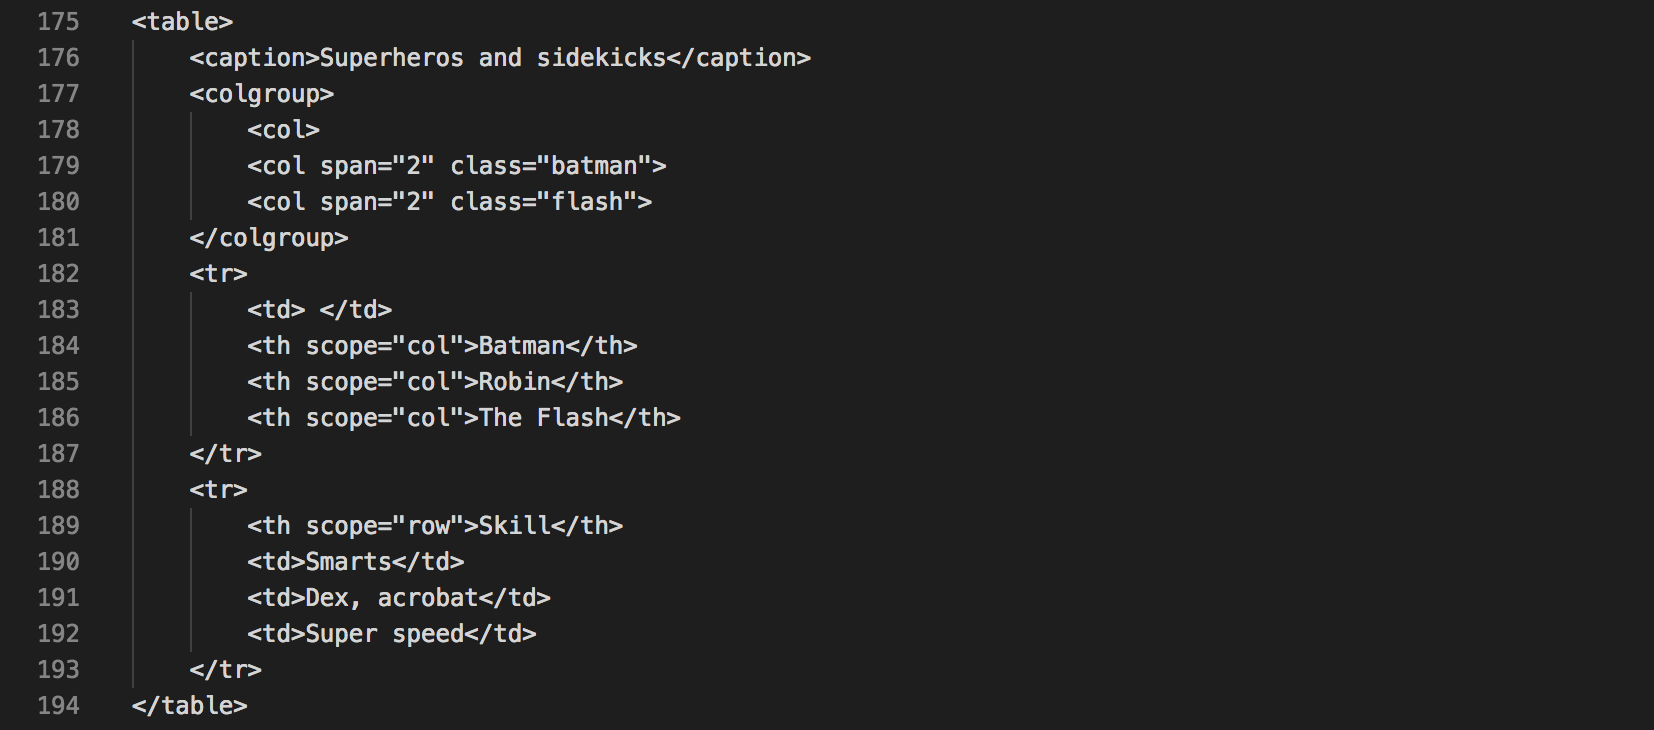 175 <table>
176 <caption>Superheros and sidekicks</caption>
177 <colgroup>
178 <col>
179 <col span="2" class="batman">
180 <col span="2" class="flash">
181 </colgroup>
182 <tr>
183 <td> </td>
184 <th scope="col">Batman</th>
185 <th scope="col">Robin</th>
186 <th scope="col">The Flash</th>
187 </tr>
188 <tr>
189 <th scope="row">Skill</th>
190 <td>Smarts</td>
191 <td>Dex, acrobat</td>
192 <td>Super speed</td>
193 </tr>
194 </table>